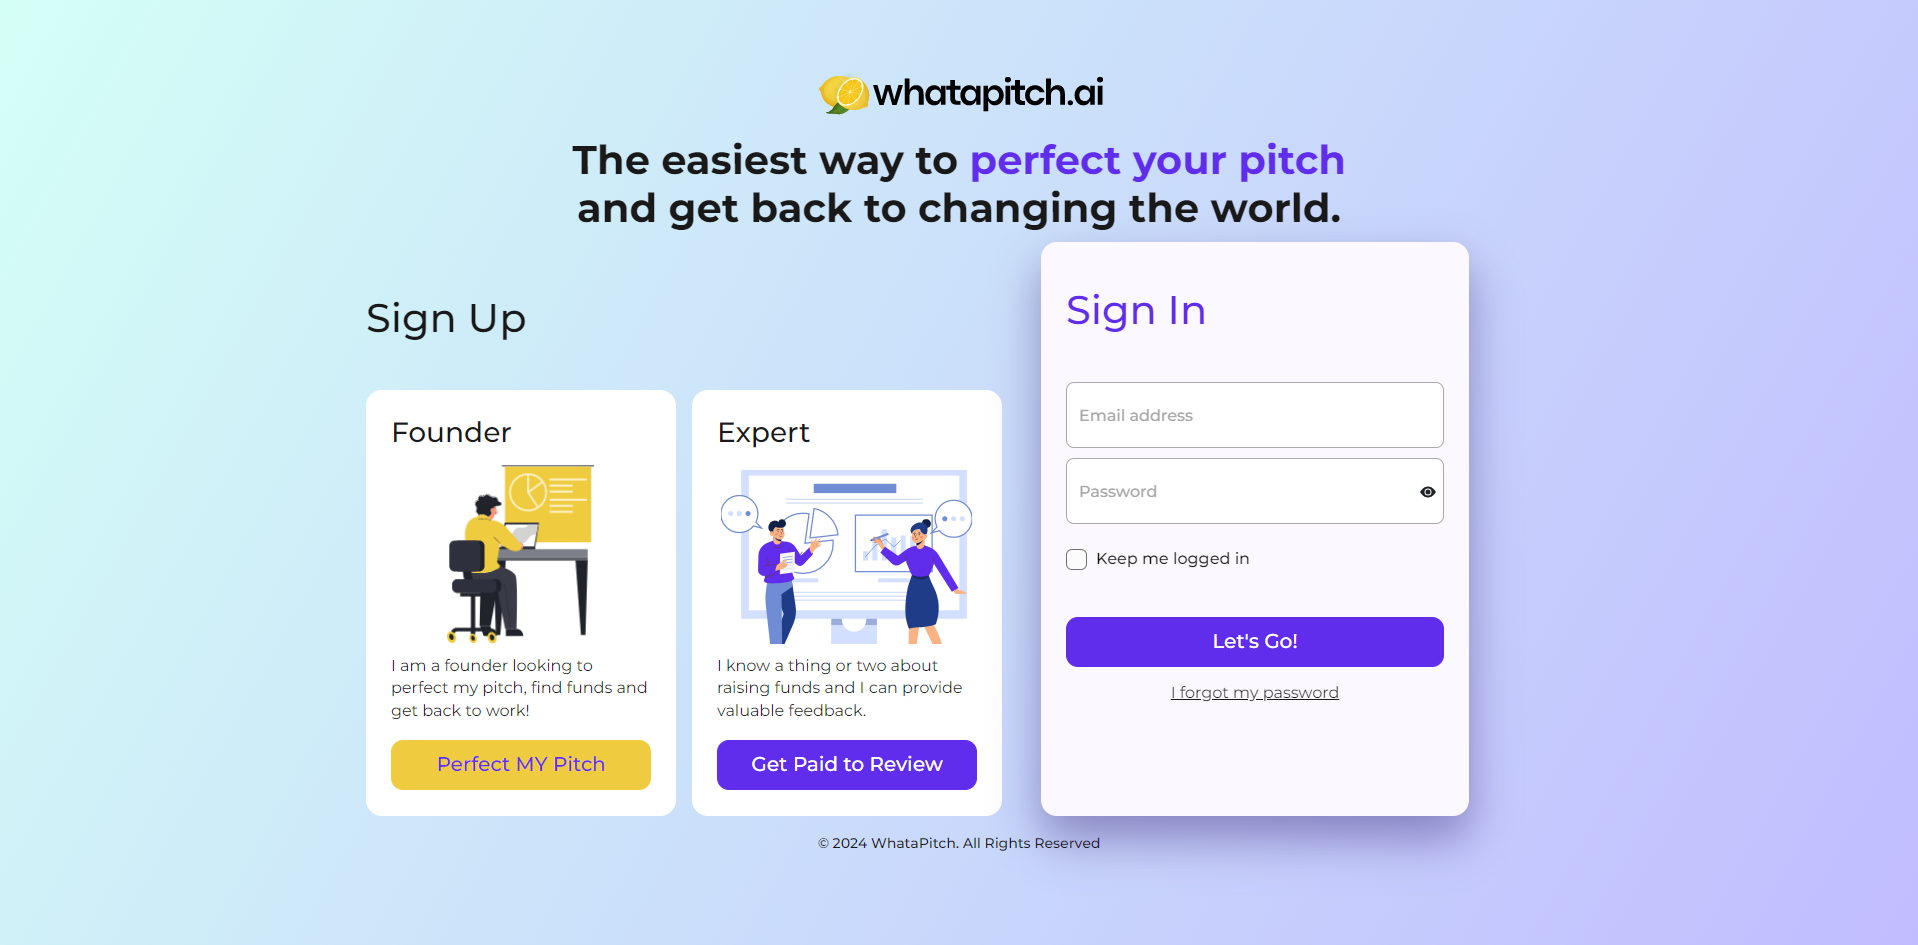 whatapitch.ai
The easiest way to perfect your pitch
and get back to changing the world.
Sign Up
Founder
I am a founder looking to
perfect my pitch, find funds and
get back to work!
Perfect MY Pitch
Expert
I know a thing or two about
raising funds and I can provide
valuable feedback.
Get Paid to Review
Sign In
Email address
Password
Keep me logged in
Let's Go!
I forgot my password
© 2024 WhataPitch. All Rights Reserved